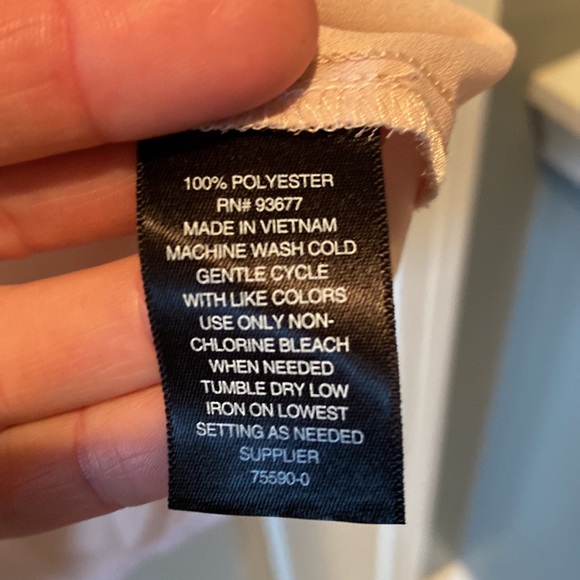 100% POLYESTER
RN# 93677
MADE IN VIETNAM
MACHINE WASH COLD
GENTLE CYCLE
WITH LIKE COLORS
USE ONLY NON-
CHLORINE BLEACH
WHEN NEEDED
TUMBLE DRY LOW
IRON ON LOWEST
SETTING AS NEEDED
SUPPLIER
75590-0